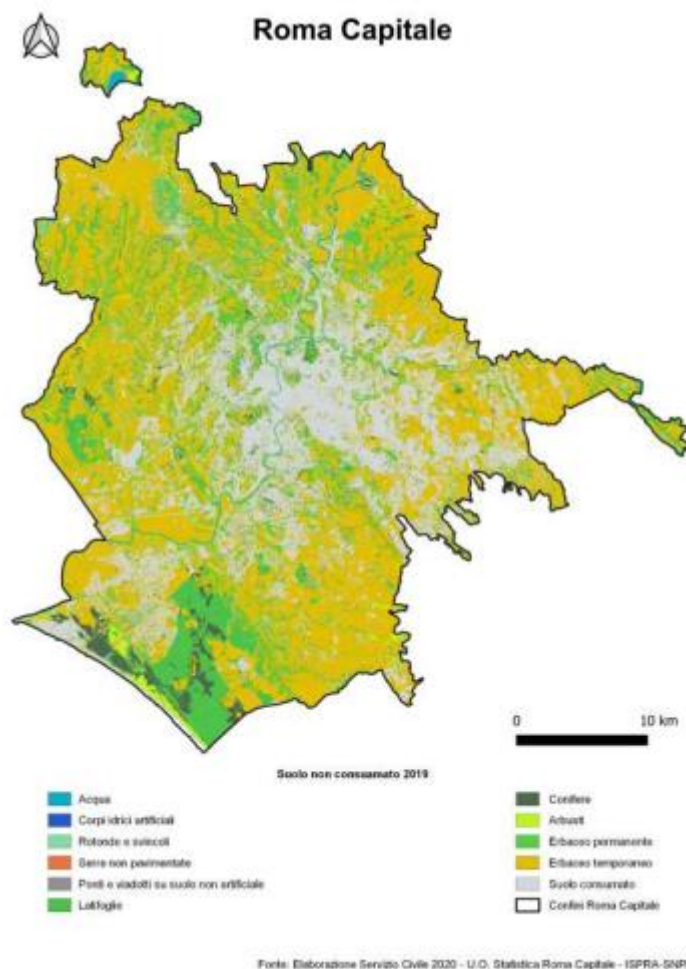 Roma Capitale
0 10 km
Suolo non consuamato 2019
Acqua
Corpi idrici artificiali
Rotonde e svincoli
Serre non pavimentate
Ponti e viadotti su suolo non artificiale
Latifoglie
Conifere
Arbusti
Erbaceo permanente
Erbaceo temporaneo
Suolo consumato
Confini Roma Capitale
Fonte: Elaborazione Servizio Civile 2020 - U.O. Statistica Roma Capitale - ISPRA-SNP